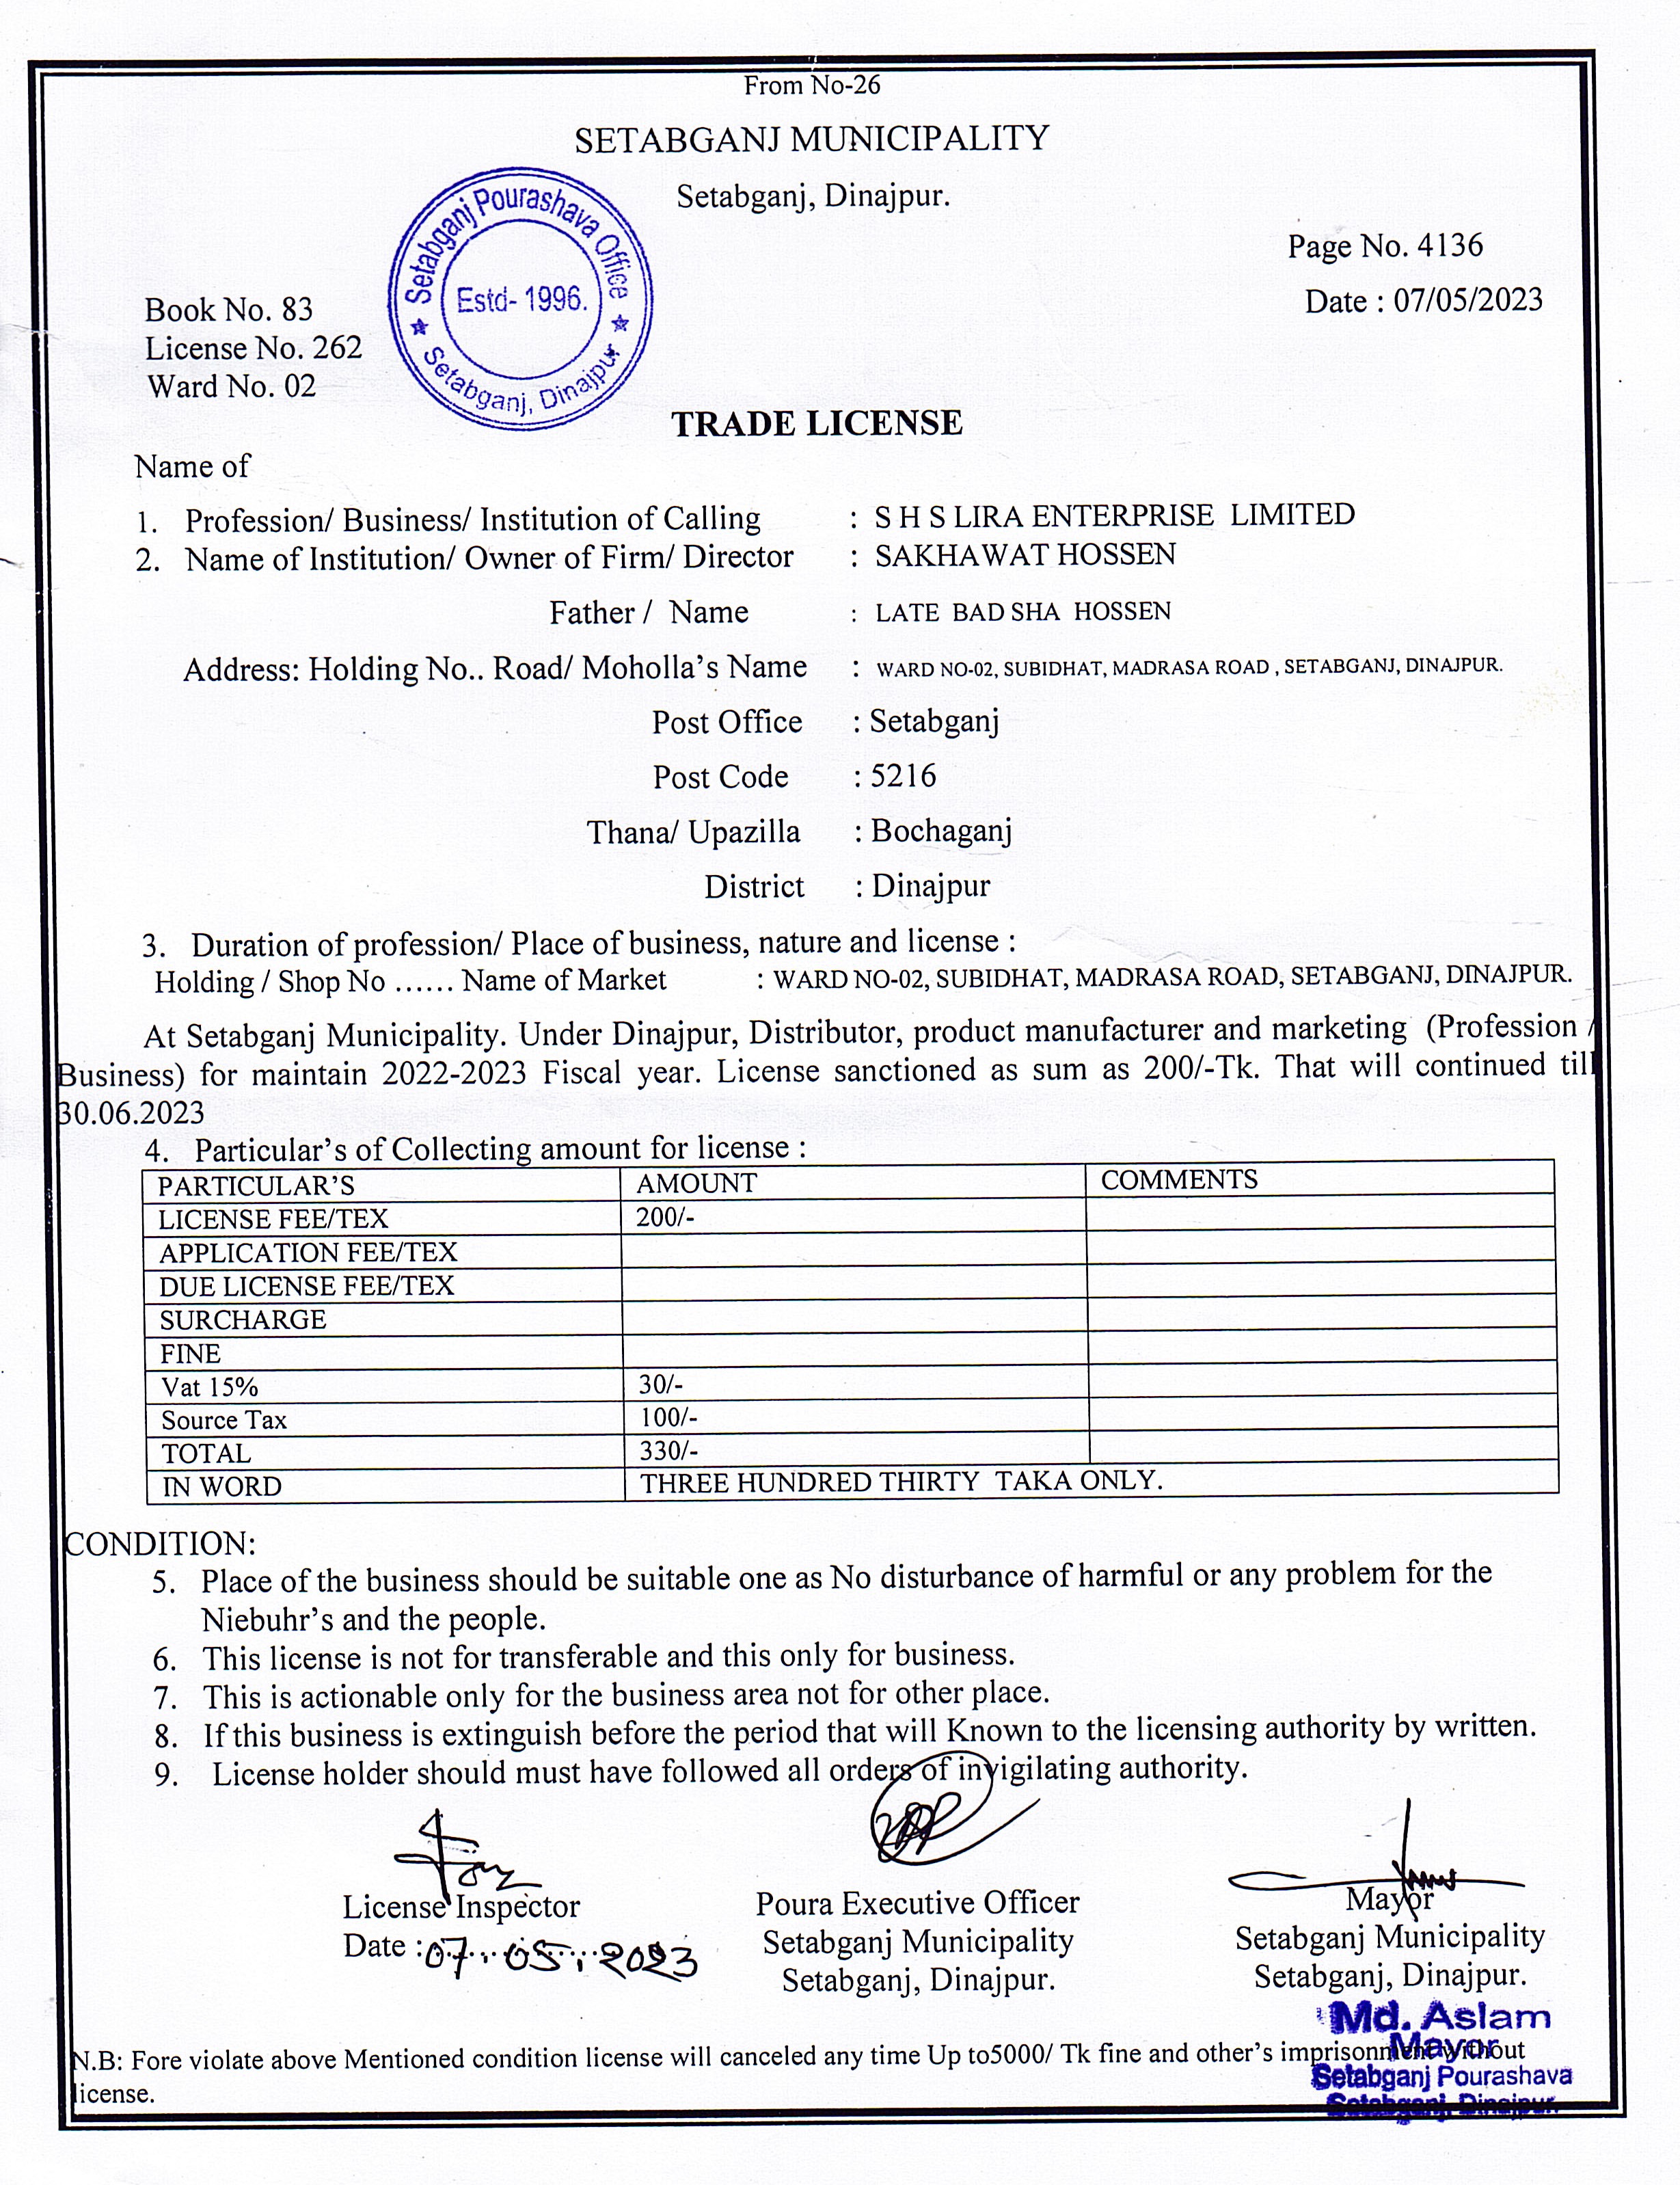 From No-26
SETABGANJ MUNICIPALITY
Setabganj, Dinajpur.
Setabganj Pourashava Office
Estd- 1996.
Setabganj, Dinajpur
Page No. 4136
Date : 07/05/2023
Book No. 83
License No. 262
Ward No. 02
TRADE LICENSE
Name of
1. Profession/ Business/ Institution of Calling : S H S LIRA ENTERPRISE LIMITED
2. Name of Institution/ Owner of Firm/ Director : SAKHAWAT HOSSEN
Father / Name : LATE BAD SHA HOSSEN
Address: Holding No.. Road/ Moholla’s Name : WARD NO-02, SUBIDHAT, MADRASA ROAD , SETABGANJ, DINAJPUR.
Post Office : Setabganj
Post Code : 5216
Thana/ Upazilla : Bochaganj
District : Dinajpur
3. Duration of profession/ Place of business, nature and license :
Holding / Shop No …… Name of Market : WARD NO-02, SUBIDHAT, MADRASA ROAD, SETABGANJ, DINAJPUR.
At Setabganj Municipality. Under Dinajpur, Distributor, product manufacturer and marketing (Profession /
Business) for maintain 2022-2023 Fiscal year. License sanctioned as sum as 200/-Tk. That will continued till
30.06.2023
4. Particular’s of Collecting amount for license :
PARTICULAR’S AMOUNT COMMENTS
LICENSE FEE/TEX 200/-
APPLICATION FEE/TEX
DUE LICENSE FEE/TEX
SURCHARGE
FINE
Vat 15% 30/-
Source Tax 100/-
TOTAL 330/-
IN WORD THREE HUNDRED THIRTY TAKA ONLY.
CONDITION:
5. Place of the business should be suitable one as No disturbance of harmful or any problem for the
Niebuhr’s and the people.
6. This license is not for transferable and this only for business.
7. This is actionable only for the business area not for other place.
8. If this business is extinguish before the period that will Known to the licensing authority by written.
9. License holder should must have followed all orders of invigilating authority.
License Inspector
Date : 07.05.2023
Poura Executive Officer
Setabganj Municipality
Setabganj, Dinajpur.
Mayor
Setabganj Municipality
Setabganj, Dinajpur.
Md. Aslam
Mayor
Setabganj Pourashava
Setabganj, Dinajpur.
N.B: Fore violate above Mentioned condition license will canceled any time Up to5000/ Tk fine and other’s imprisonment without
license.